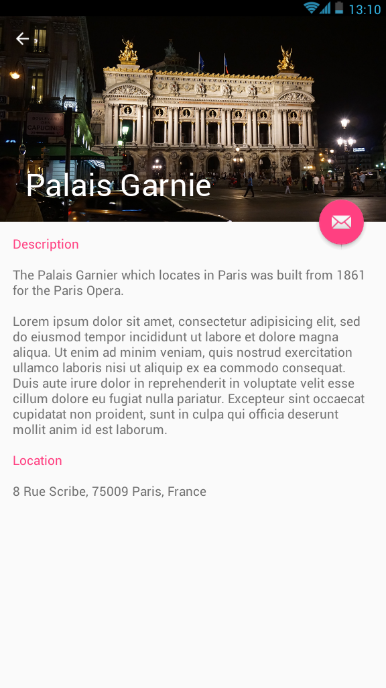 13:10
Palais Garnie
Description
The Palais Garnier which locates in Paris was built from 1861
for the Paris Opera.
Lorem ipsum dolor sit amet, consectetur adipisicing elit, sed
do eiusmod tempor incididunt ut labore et dolore magna
aliqua. Ut enim ad minim veniam, quis nostrud exercitation
ullamco laboris nisi ut aliquip ex ea commodo consequat.
Duis aute irure dolor in reprehenderit in voluptate velit esse
cillum dolore eu fugiat nulla pariatur. Excepteur sint occaecat
cupidatat non proident, sunt in culpa qui officia deserunt
mollit anim id est laborum.
Location
8 Rue Scribe, 75009 Paris, France